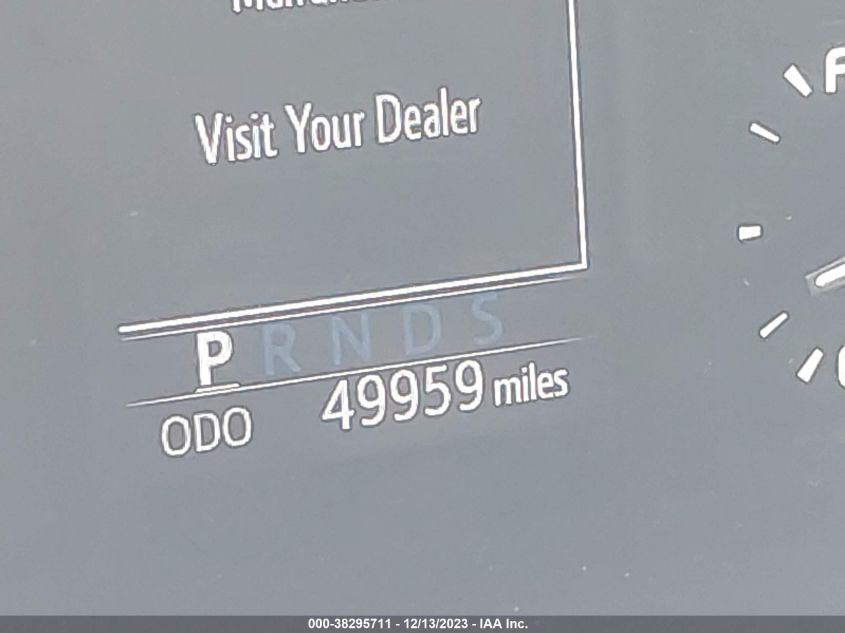 Visit Your Dealer
F
P R N D S
ODO 49959 miles
000-38295711 - 12/13/2023 - IAA Inc.